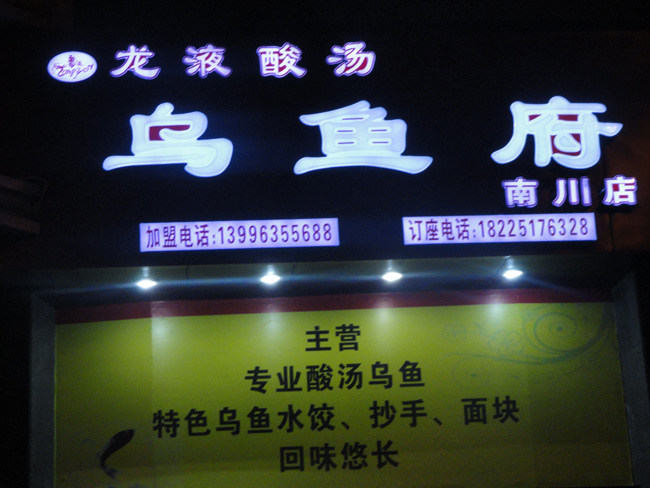 龙液酸汤
乌鱼府
南川店
加盟电话:13996355688
订座电话:18225176328
主营
专业酸汤乌鱼
特色乌鱼水饺、抄手、面块
回味悠长